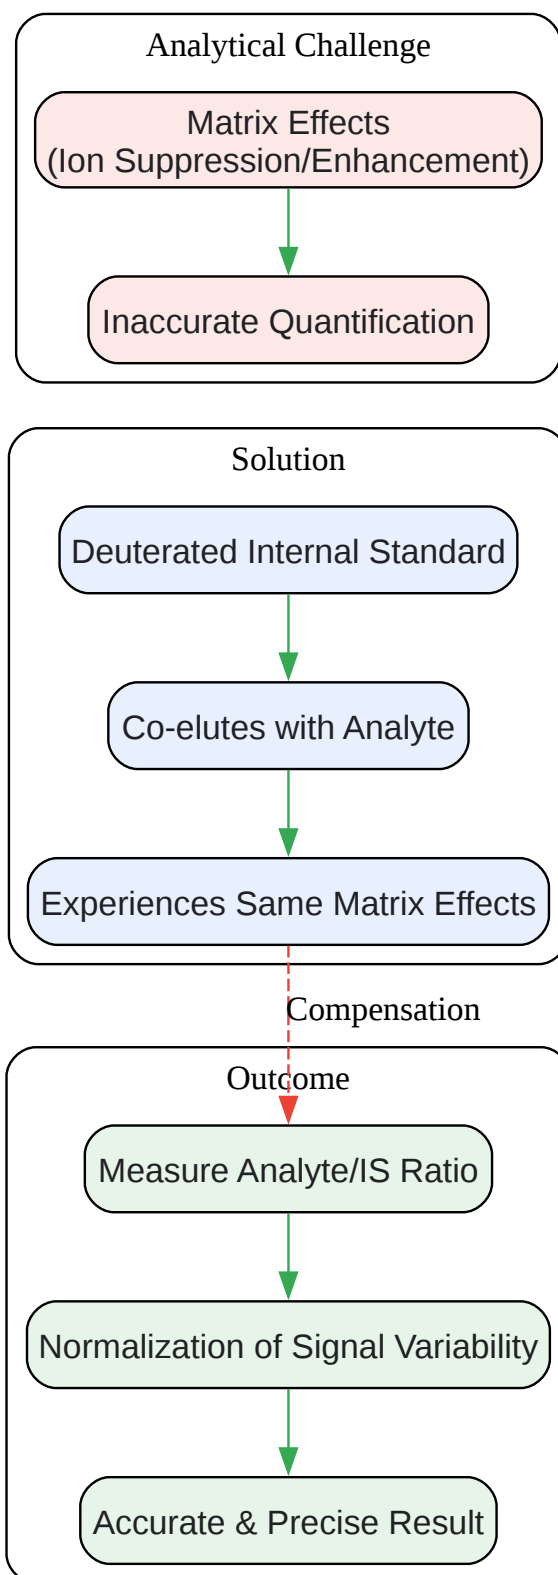 Analytical Challenge
Matrix Effects
(Ion Suppression/Enhancement)
Inaccurate Quantification
Solution
Deuterated Internal Standard
Co-elutes with Analyte
Experiences Same Matrix Effects
Compensation
Outcome
Measure Analyte/IS Ratio
Normalization of Signal Variability
Accurate & Precise Result